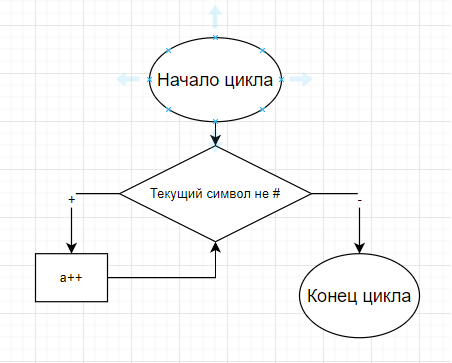 Начало цикла
Текущий символ не #
+
-
a++
Конец цикла